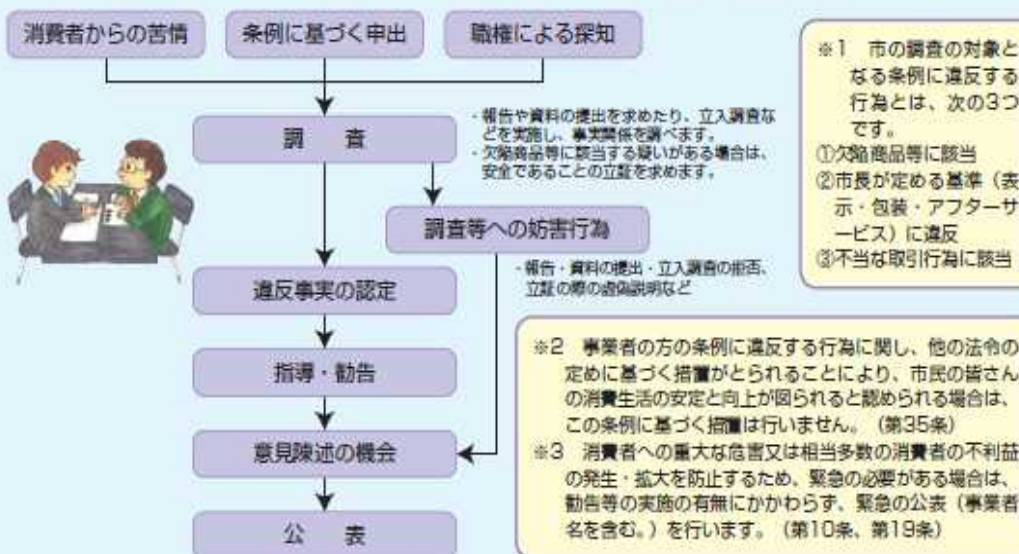 消費者からの苦情
条例に基づく申出
職権による探知
調　査
・報告や資料の提出を求めたり、立入調査な
どを実施し、事実関係を調べます。
・欠陥商品等に該当する疑いがある場合は、
安全であることの立証を求めます。
調査等への妨害行為
・報告・資料の提出・立入調査の拒否、
立証の際の虚偽説明など
違反事実の認定
指導・勧告
意見陳述の機会
公　表
※1　市の調査の対象と
なる条例に違反する
行為とは、次の3つ
です。
①欠陥商品等に該当
②市長が定める基準（表
示・包装・アフターサ
ービス）に違反
③不当な取引行為に該当
※2　事業者の方の条例に違反する行為に関し、他の法令の
定めに基づく措置がとられることにより、市民の皆さん
の消費生活の安定と向上が図られると認められる場合は、
この条例に基づく措置は行いません。（第35条）
※3　消費者への重大な危害又は相当多数の消費者の不利益
の発生・拡大を防止するため、緊急の必要がある場合は、
勧告等の実施の有無にかかわらず、緊急の公表（事業者
名を含む。）を行います。（第10条、第19条）